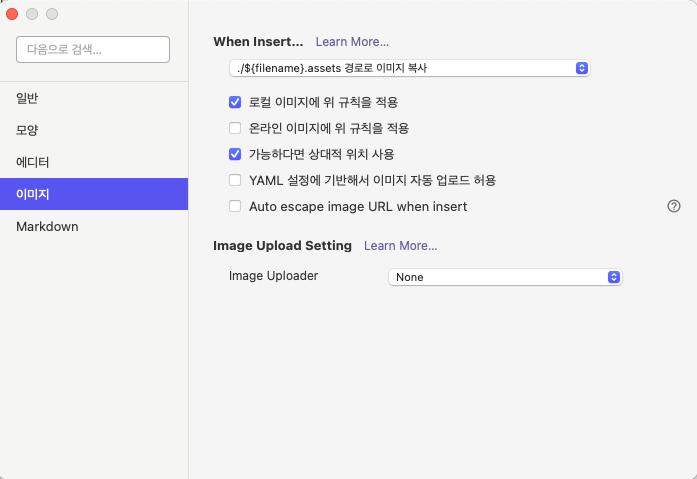 다음으로 검색...
일반
모양
에디터
이미지
Markdown
When Insert... Learn More...
./${filename}.assets 경로로 이미지 복사
로컬 이미지에 위 규칙을 적용
온라인 이미지에 위 규칙을 적용
가능하다면 상대적 위치 사용
YAML 설정에 기반해서 이미지 자동 업로드 허용
Auto escape image URL when insert ?
Image Upload Setting Learn More...
Image Uploader None